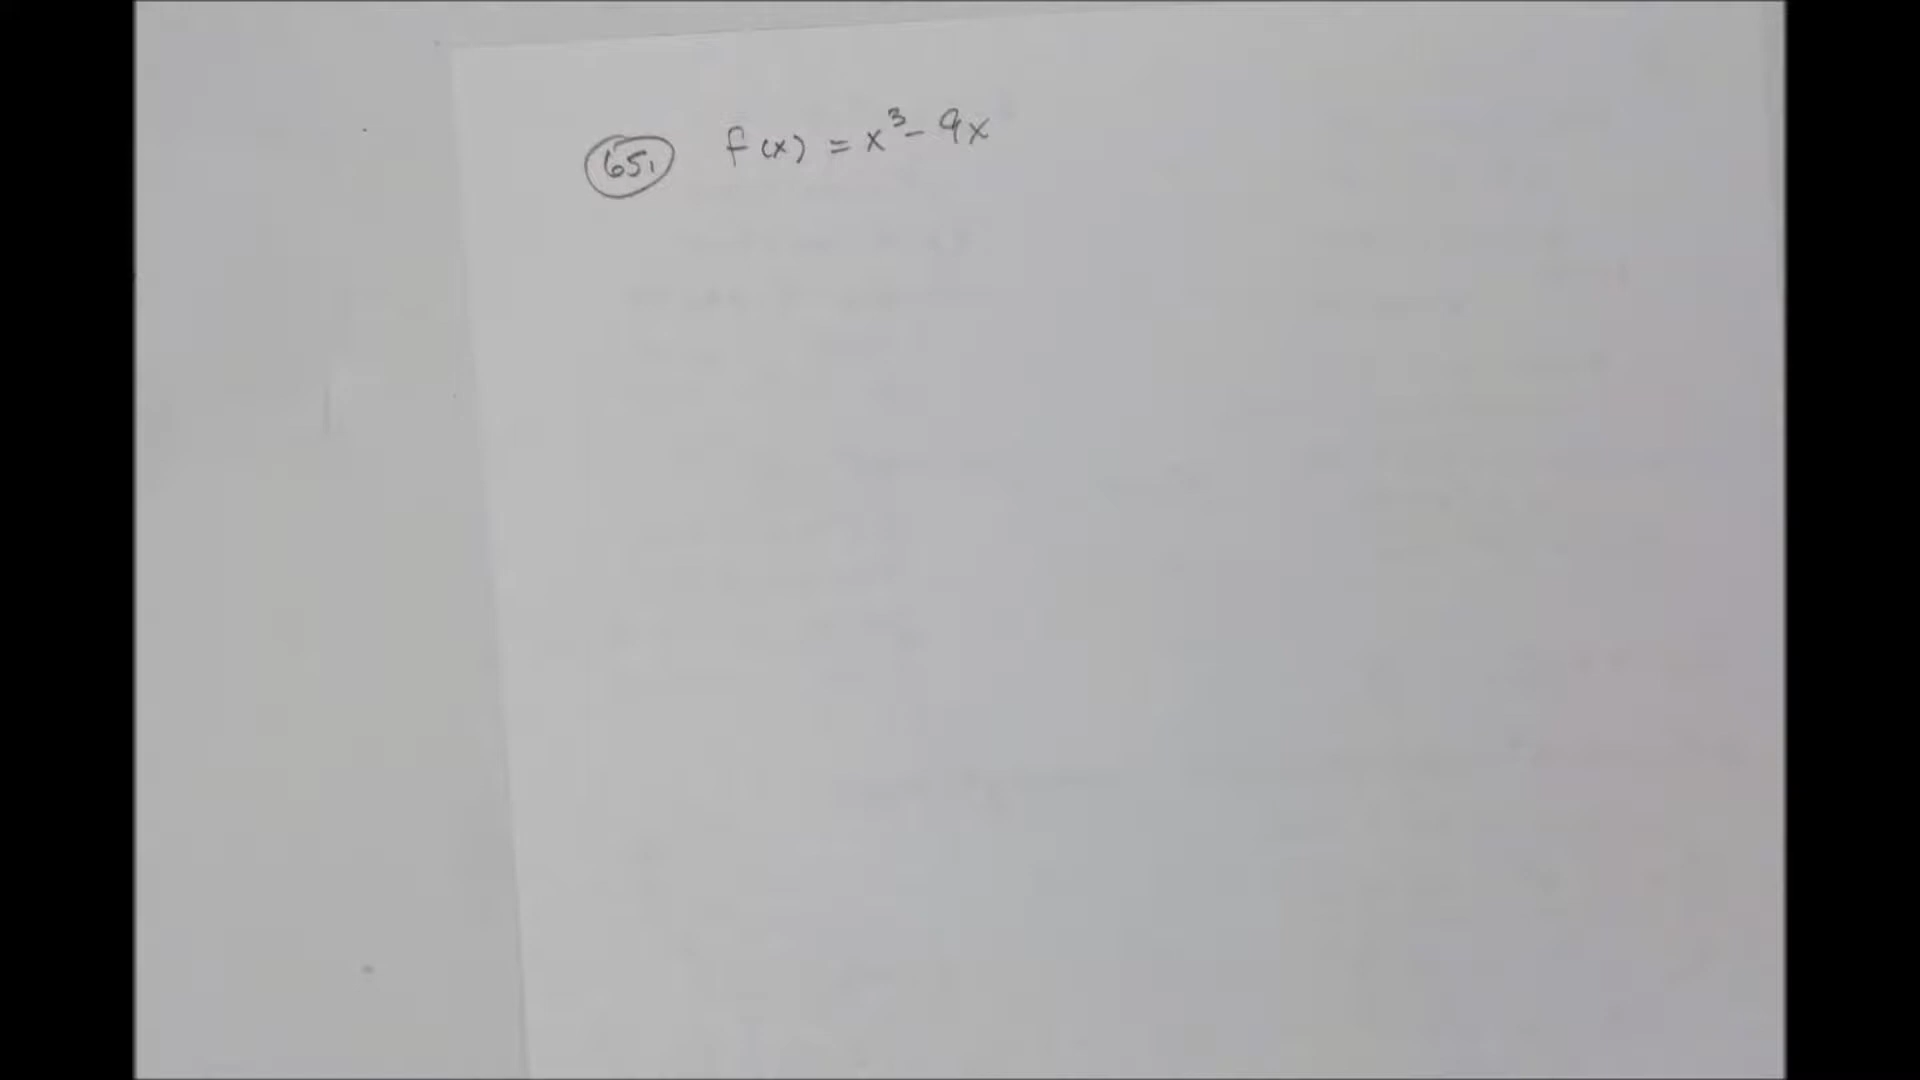 65. f(x) = x³ - 9x